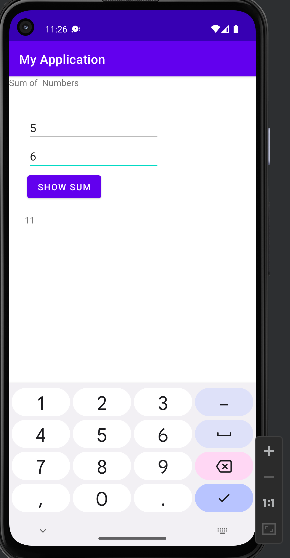 11:26
My Application
Sum of Numbers
5
6
SHOW SUM
11
1 2 3 –
4 5 6
7 8 9
, 0 .
1:1